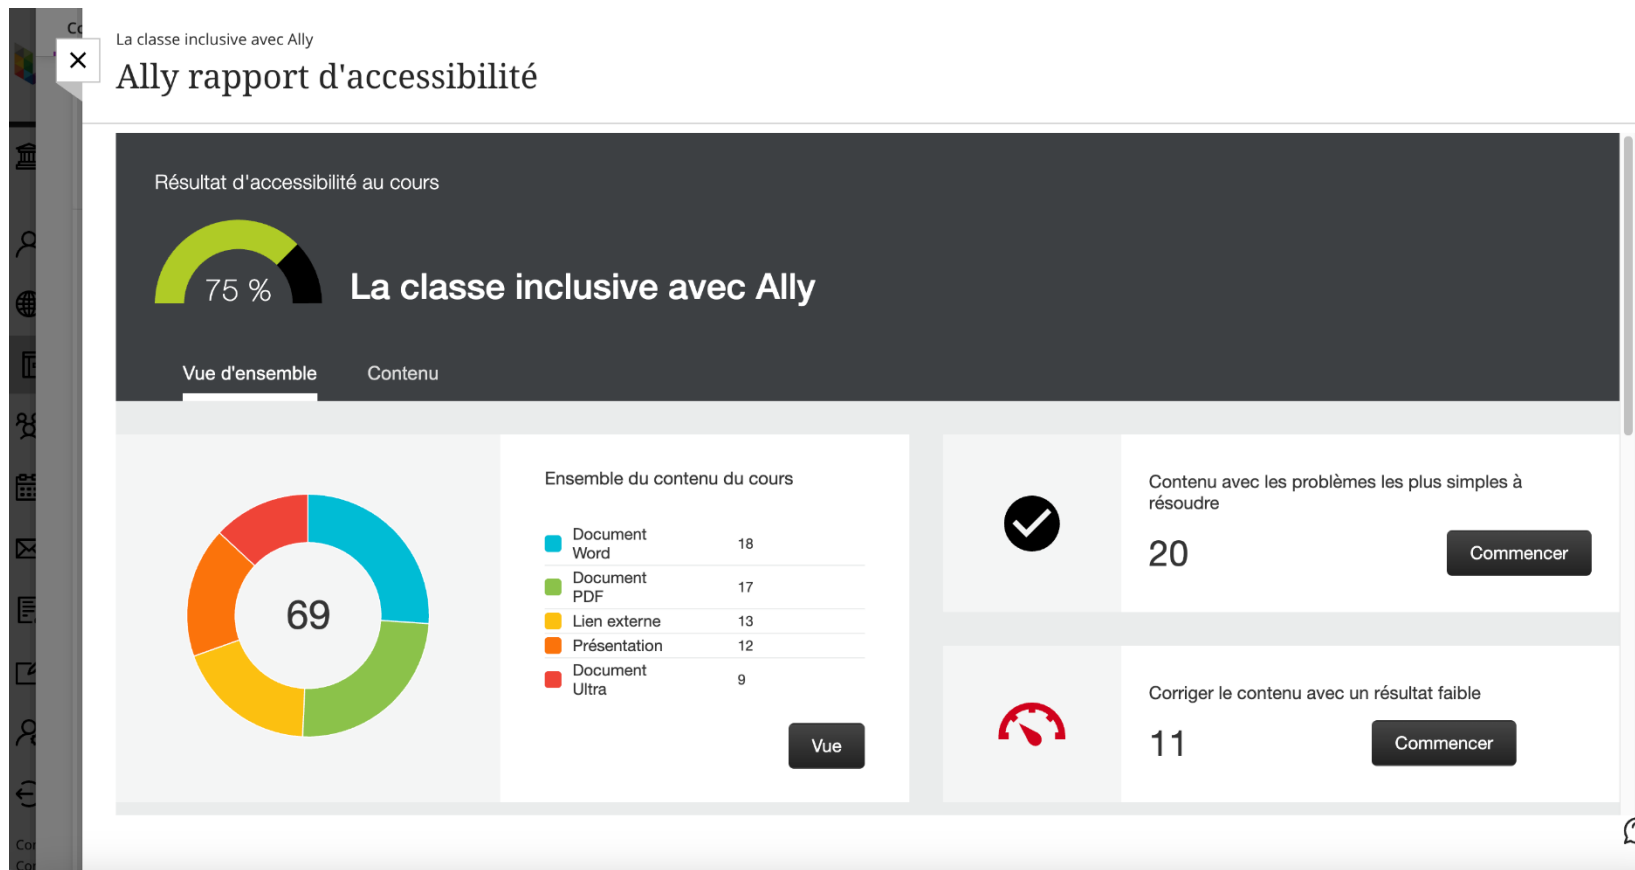 La classe inclusive avec Ally
Ally rapport d'accessibilité
Résultat d'accessibilité au cours
75 %
La classe inclusive avec Ally
Vue d'ensemble Contenu
69
Ensemble du contenu du cours
Document
Word 18
Document
PDF 17
Lien externe 13
Présentation 12
Document
Ultra 9
Vue
Contenu avec les problèmes les plus simples à
résoudre
20 Commencer
Corriger le contenu avec un résultat faible
11 Commencer